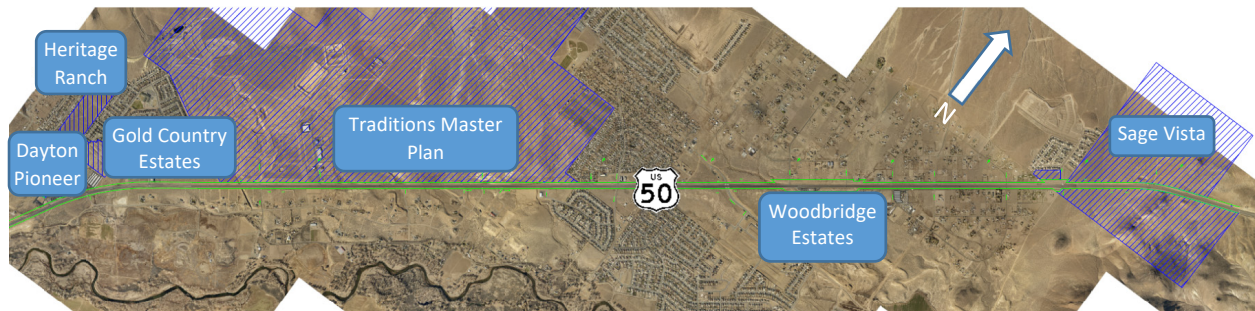 Heritage
Ranch
Dayton
Pioneer
Gold Country
Estates
Traditions Master
Plan
US
50
Woodbridge
Estates
N
Sage Vista